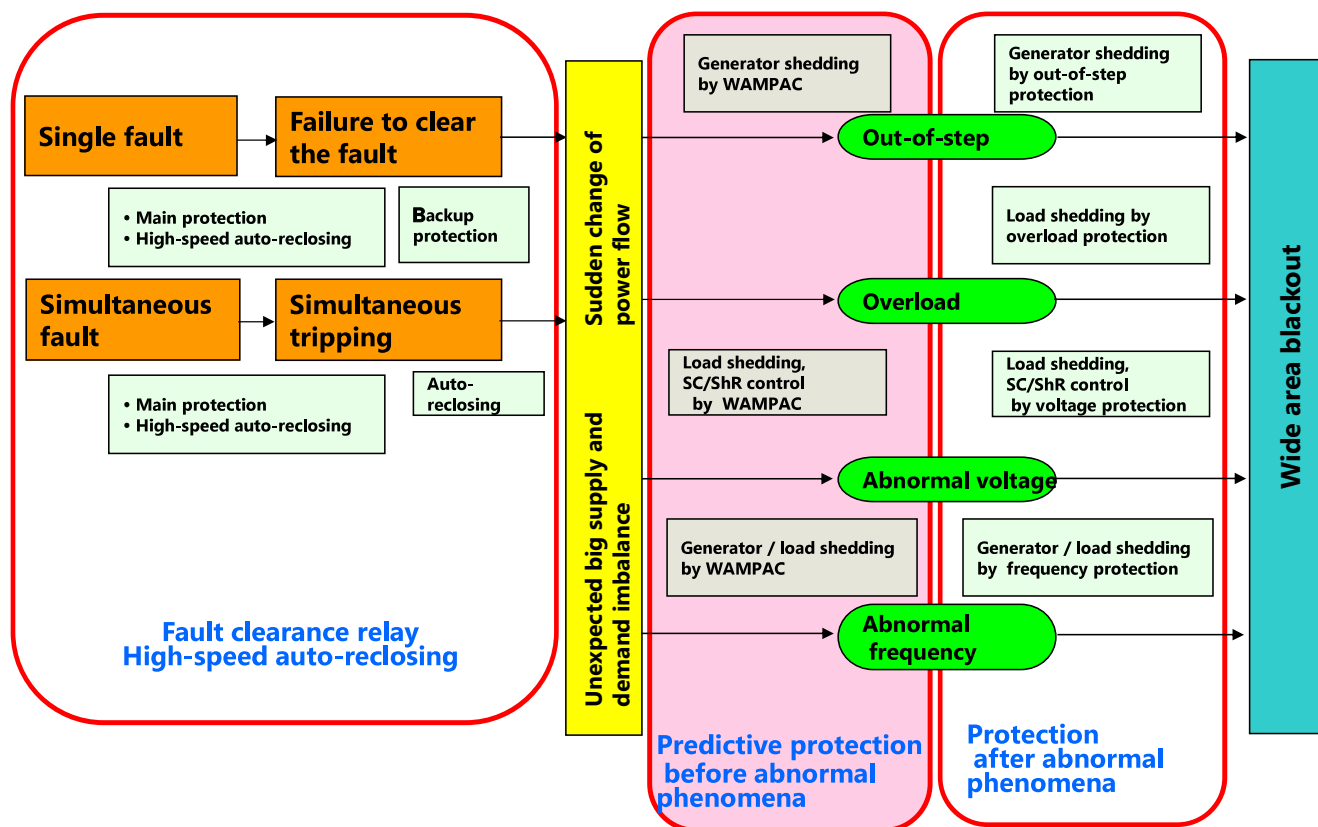 Single fault
Failure to clear
the fault
• Main protection
• High-speed auto-reclosing
Backup
protection
Simultaneous
fault
Simultaneous
tripping
• Main protection
• High-speed auto-reclosing
Auto-
reclosing
Fault clearance relay
High-speed auto-reclosing
Sudden change of
power flow
Unexpected big supply and
demand imbalance
Generator shedding
by WAMPAC
Out-of-step
Overload
Load shedding,
SC/ShR control
by WAMPAC
Abnormal voltage
Generator / load shedding
by WAMPAC
Abnormal
frequency
Predictive protection
before abnormal
phenomena
Generator shedding
by out-of-step
protection
Load shedding by
overload protection
Load shedding,
SC/ShR control
by voltage protection
Generator / load shedding
by frequency protection
Protection
after abnormal
phenomena
Wide area blackout